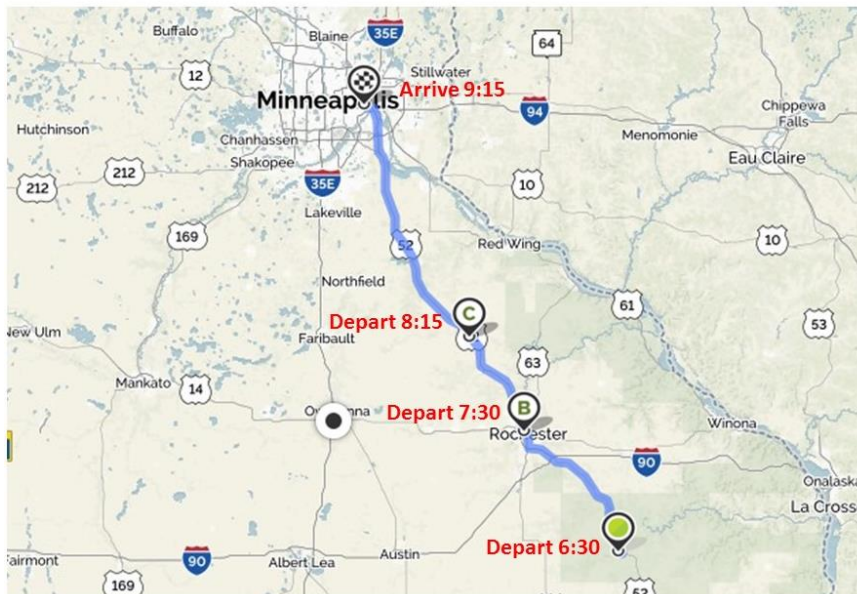 Buffalo
Blaine
35E
64
12
Stillwater
Arrive 9:15
Minneapolis
94
Chippewa
Falls
Hutchinson
Chanhassen
Menomonie
Shakopee
Eau Claire
212
212
35E
10
Lakeville
169
52
Red Wing
10
Northfield
61
C
Depart 8:15
New Ulm
Faribault
53
63
Mankato
14
B
Depart 7:30
Rochester
Winona
90
Onalaska
La Cross
Depart 6:30
Fairmont
90
Albert Lea
Austin
169
52